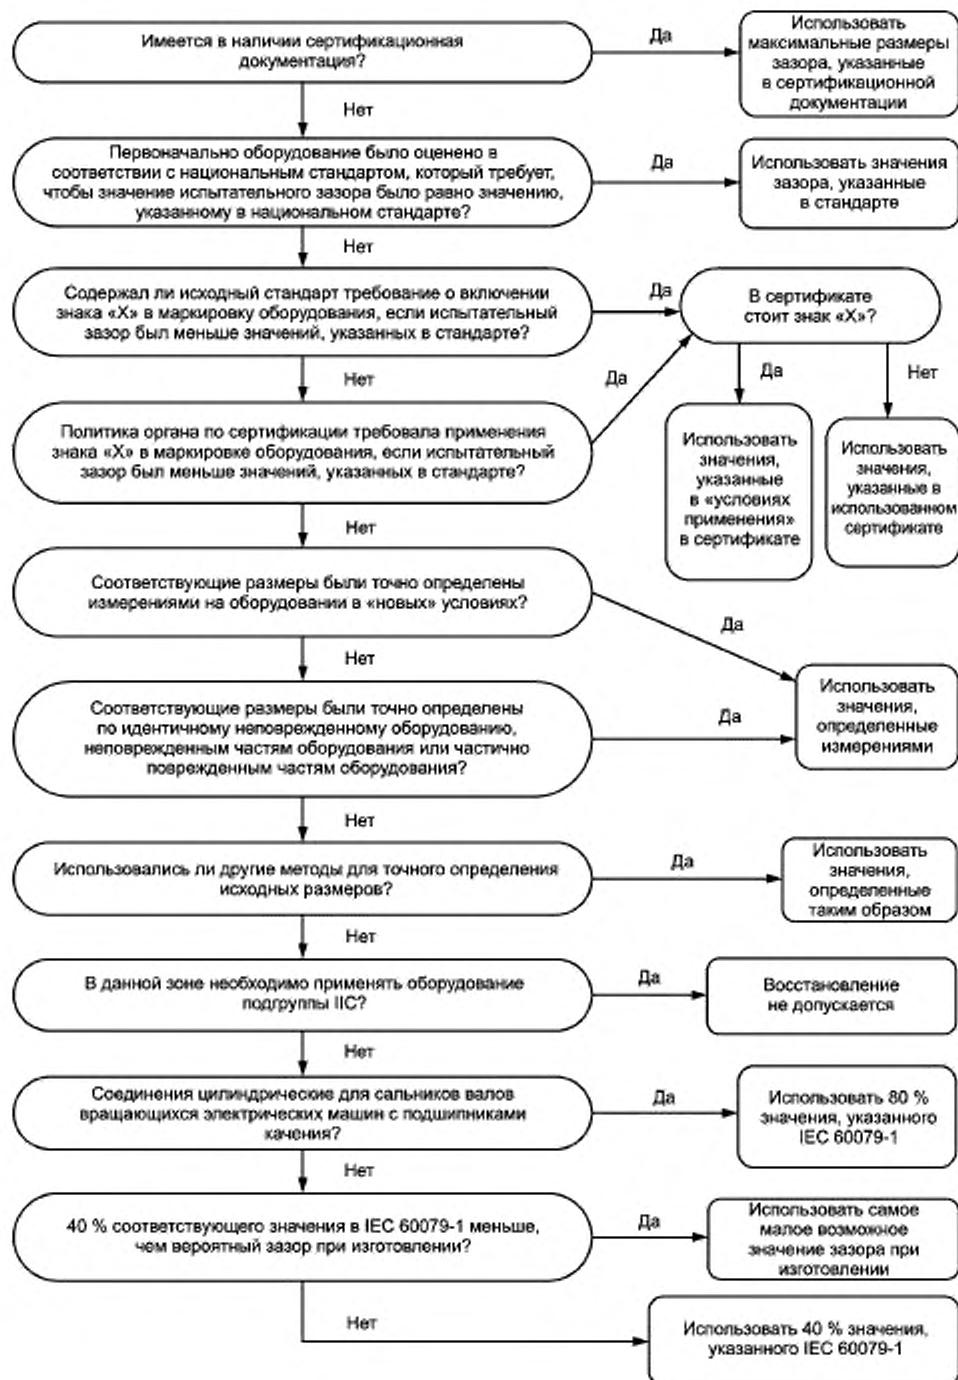 Имеется в наличии сертификационная
документация?
Да
Использовать
максимальные размеры
зазора, указанные
в сертификационной
документации
Нет
Первоначально оборудование было оценено в
соответствии с национальным стандартом, который требует,
чтобы значение испытательного зазора было равно значению,
указанному в национальном стандарте?
Да
Использовать значения
зазора, указанные
в стандарте
Нет
Содержал ли исходный стандарт требование о включении
знака «X» в маркировку оборудования, если испытательный
зазор был меньше значений, указанных в стандарте?
Да
В сертификате
стоит знак «X»?
Нет
Да
Да
Нет
Политика органа по сертификации требовала применения
знака «X» в маркировке оборудования, если испытательный
зазор был меньше значений, указанных в стандарте?
Использовать
значения,
указанные
в «условиях
применения»
в сертификате
Использовать
значения,
указанные в
использованном
сертификате
Нет
Соответствующие размеры были точно определены
измерениями на оборудовании в «новых» условиях?
Да
Нет
Соответствующие размеры были точно определены
по идентичному неповрежденному оборудованию,
неповрежденным частям оборудования или частично
поврежденным частям оборудования?
Да
Использовать
значения,
определенные
измерениями
Нет
Использовались ли другие методы для точного определения
исходных размеров?
Да
Использовать
значения,
определенные
таким образом
Нет
В данной зоне необходимо применять оборудование
подгруппы IIC?
Да
Восстановление
не допускается
Нет
Соединения цилиндрические для сальников валов
вращающихся электрических машин с подшипниками
качения?
Да
Использовать 80 %
значения, указанного
IEC 60079-1
Нет
40 % соответствующего значения в IEC 60079-1 меньше,
чем вероятный зазор при изготовлении?
Да
Использовать самое
малое возможное
значение зазора при
изготовлении
Нет
Использовать 40 % значения,
указанного IEC 60079-1